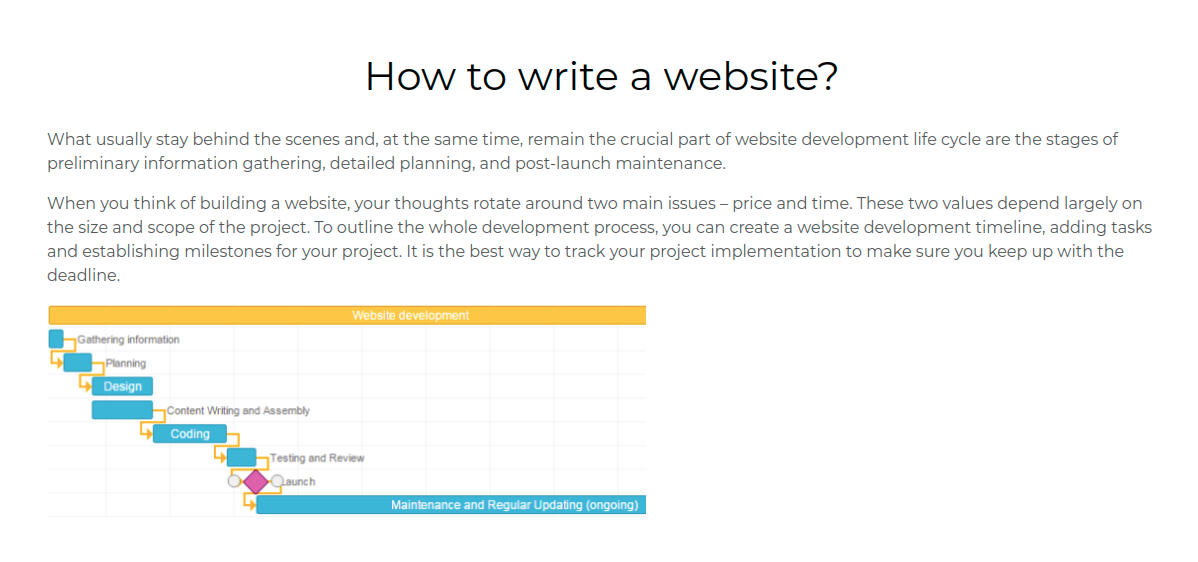 How to write a website?
What usually stay behind the scenes and, at the same time, remain the crucial part of website development life cycle are the stages of
preliminary information gathering, detailed planning, and post-launch maintenance.
When you think of building a website, your thoughts rotate around two main issues – price and time. These two values depend largely on
the size and scope of the project. To outline the whole development process, you can create a website development timeline, adding tasks
and establishing milestones for your project. It is the best way to track your project implementation to make sure you keep up with the
deadline.
Website development
Gathering information
Planning
Design
Content Writing and Assembly
Coding
Testing and Review
Launch
Maintenance and Regular Updating (ongoing)